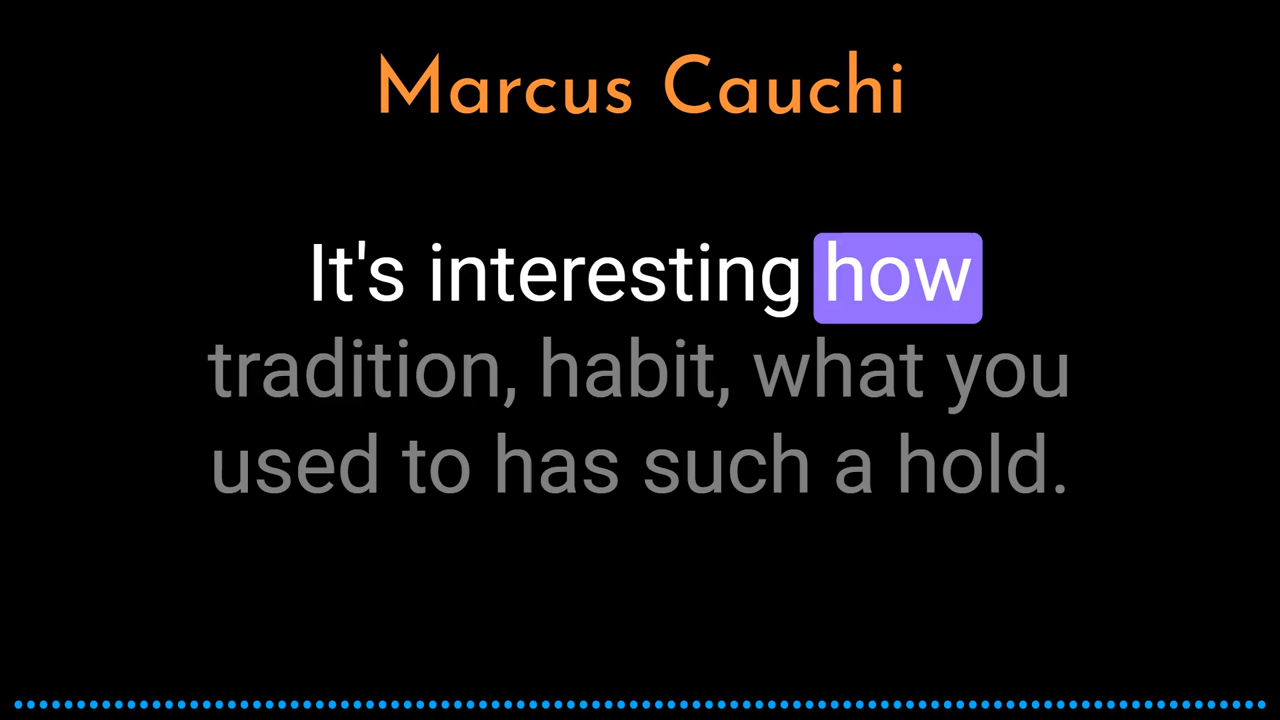 Marcus Cauchi
It's interesting how
tradition, habit, what you
used to has such a hold.